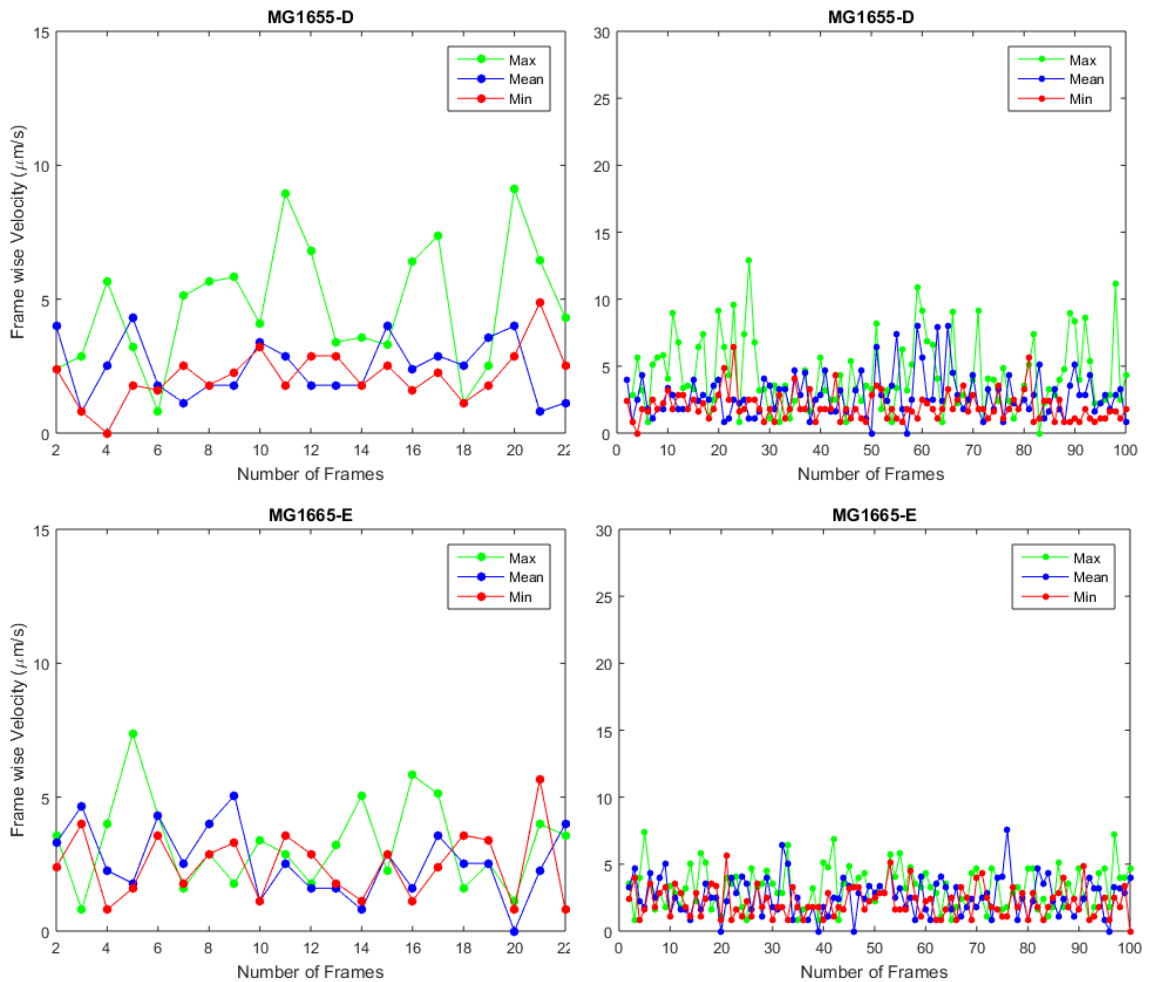 MG1655-D
15
10
5
0
Frame wise Velocity (μm/s)
Max
Mean
Min
2 4 6 8 10 12 14 16 18 20 22
Number of Frames
MG1655-D
30
25
20
15
10
5
0
Max
Mean
Min
0 10 20 30 40 50 60 70 80 90 100
Number of Frames
MG1665-E
15
10
5
0
Frame wise Velocity (μm/s)
Max
Mean
Min
2 4 6 8 10 12 14 16 18 20 22
Number of Frames
MG1665-E
30
25
20
15
10
5
0
Max
Mean
Min
0 10 20 30 40 50 60 70 80 90 100
Number of Frames